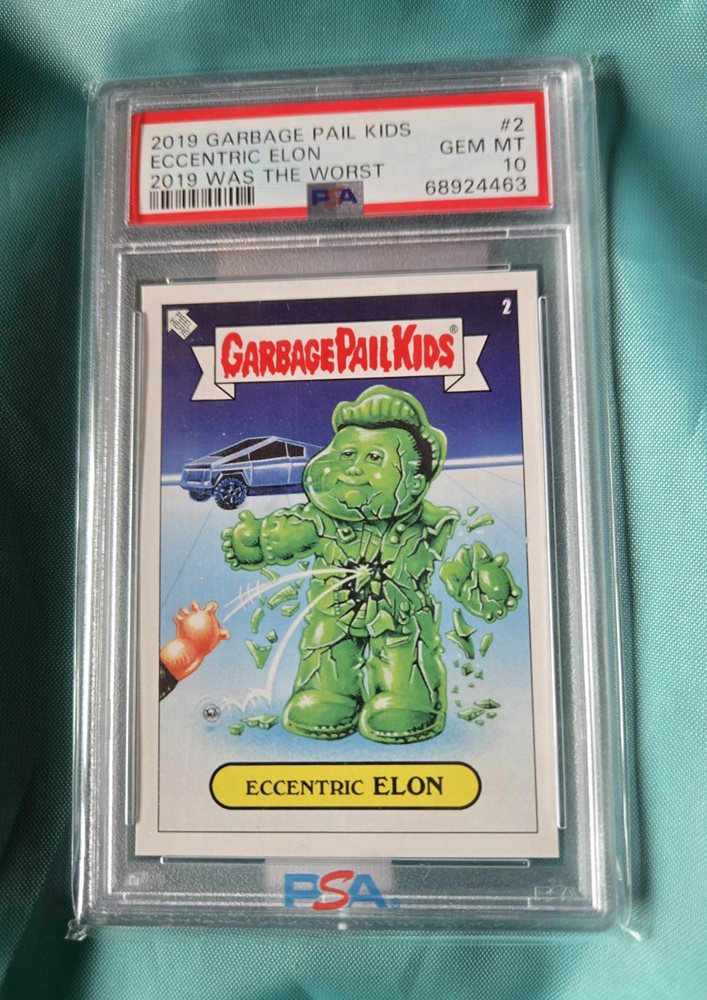 2019 GARBAGE PAIL KIDS #2
ECCENTRIC ELON GEM MT
2019 WAS THE WORST 10
PSA 68924463
2
GARBAGE PAIL KIDS®
ECCENTRIC ELON
PSA®
PSA